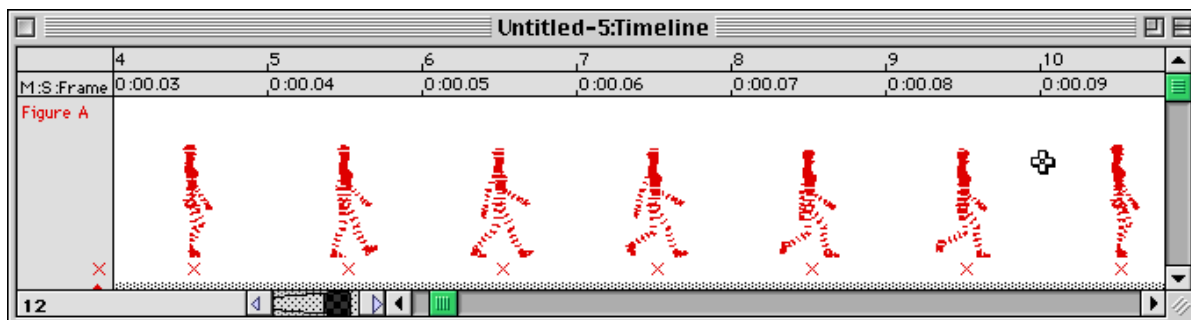 Untitled-5:Timeline
4 5 6 7 8 9 10
M:S:Frame 0:00.03 0:00.04 0:00.05 0:00.06 0:00.07 0:00.08 0:00.09
Figure A
12